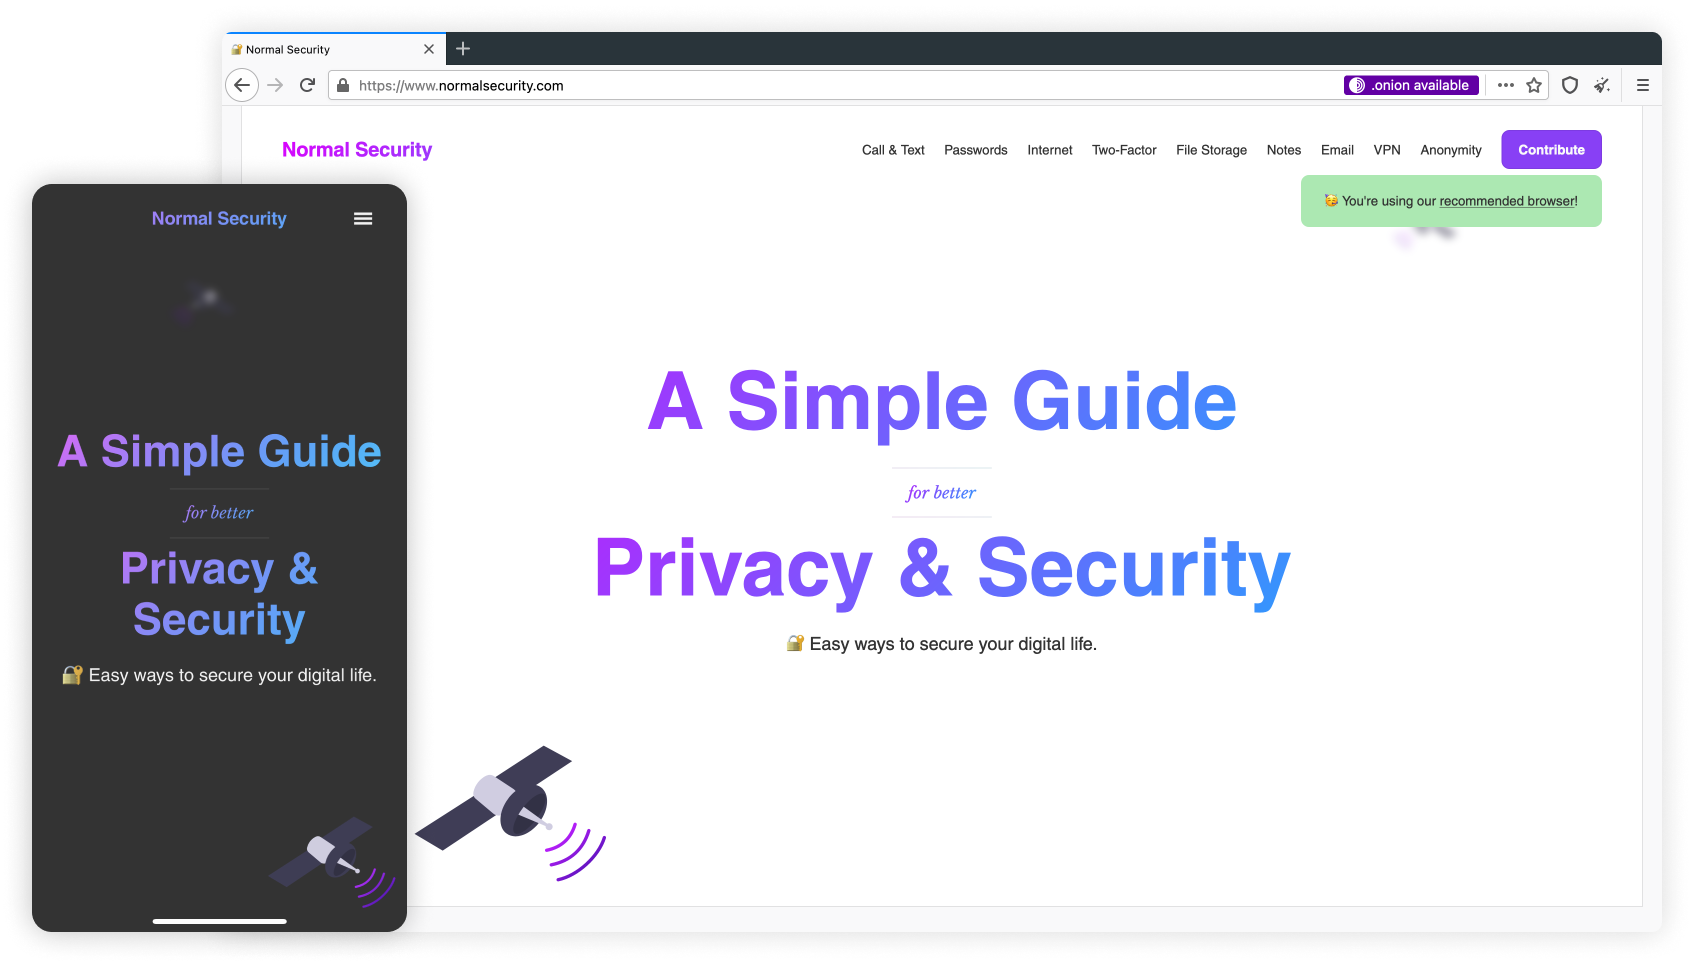 Normal Security
https://www.normalsecurity.com
.onion available
Normal Security
Call & Text Passwords Internet Two-Factor File Storage Notes Email VPN Anonymity Contribute
🥳 You're using our recommended browser!
A Simple Guide
for better
Privacy & Security
🔐 Easy ways to secure your digital life.
Normal Security
A Simple Guide
for better
Privacy &
Security
🔐 Easy ways to secure your digital life.